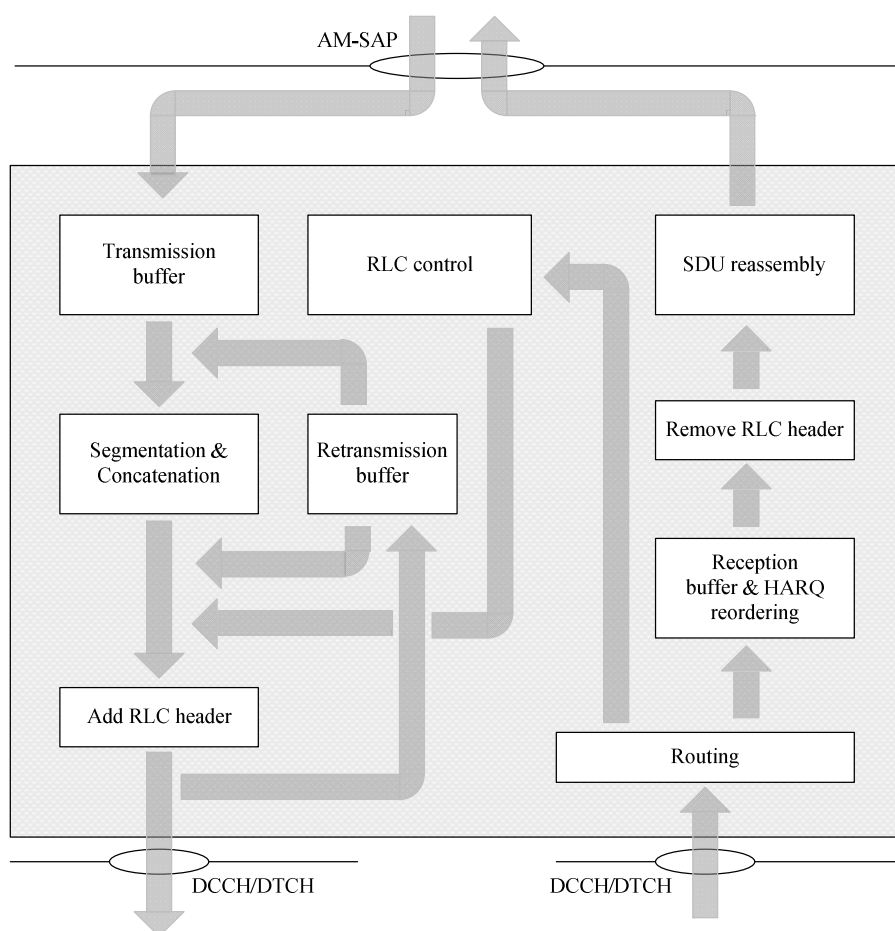 AM-SAP
Transmission
buffer
RLC control
SDU reassembly
Segmentation &
Concatenation
Retransmission
buffer
Remove RLC header
Reception
buffer & HARQ
reordering
Add RLC header
Routing
DCCH/DTCH
DCCH/DTCH